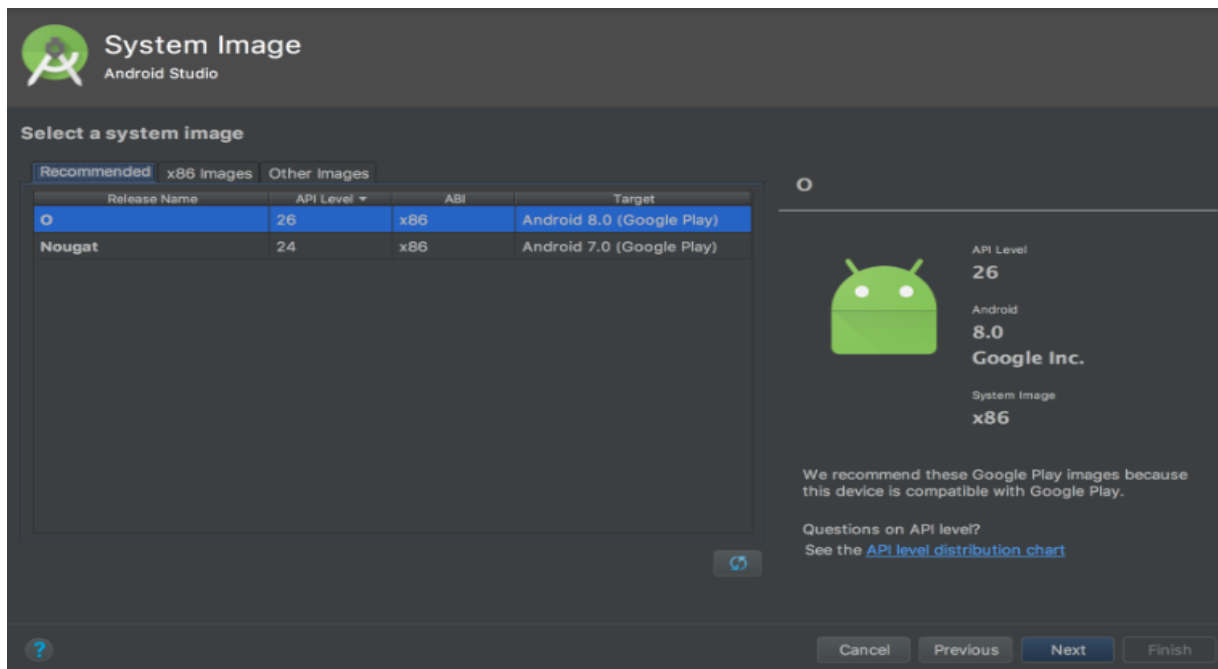 System Image
Android Studio
Select a system image
Recommended x86 Images Other Images
Release Name API Level ABI Target
O 26 x86 Android 8.0 (Google Play)
Nougat 24 x86 Android 7.0 (Google Play)
O
API Level
26
Android
8.0
Google Inc.
System Image
x86
We recommend these Google Play images because
this device is compatible with Google Play.
Questions on API level?
See the API level distribution chart
? Cancel Previous Next Finish